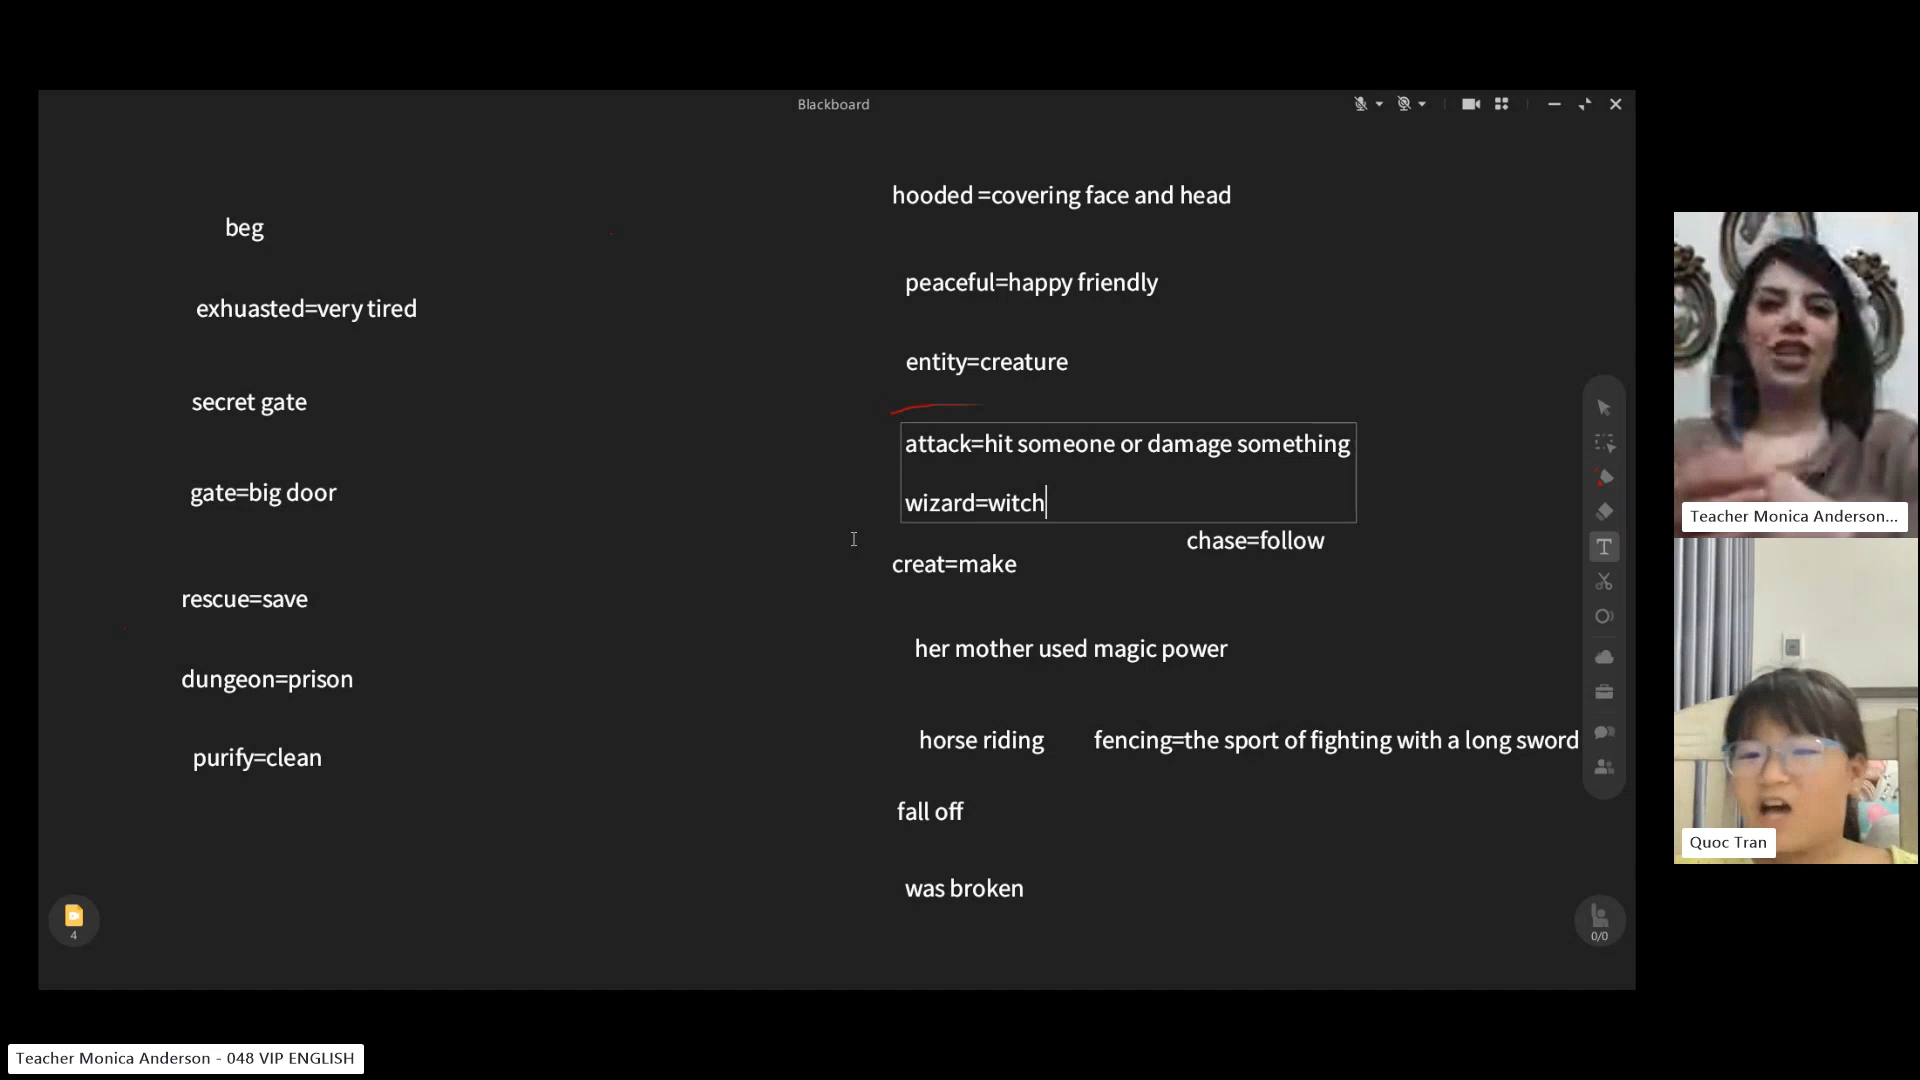 Blackboard
beg
exhuasted=very tired
secret gate
gate=big door
rescue=save
dungeon=prison
purify=clean
hooded =covering face and head
peaceful=happy friendly
entity=creature
attack=hit someone or damage something
wizard=witch
chase=follow
creat=make
her mother used magic power
horse riding
fencing=the sport of fighting with a long sword
fall off
was broken
4
0/0
Teacher Monica Anderson...
Quoc Tran
Teacher Monica Anderson - 048 VIP ENGLISH